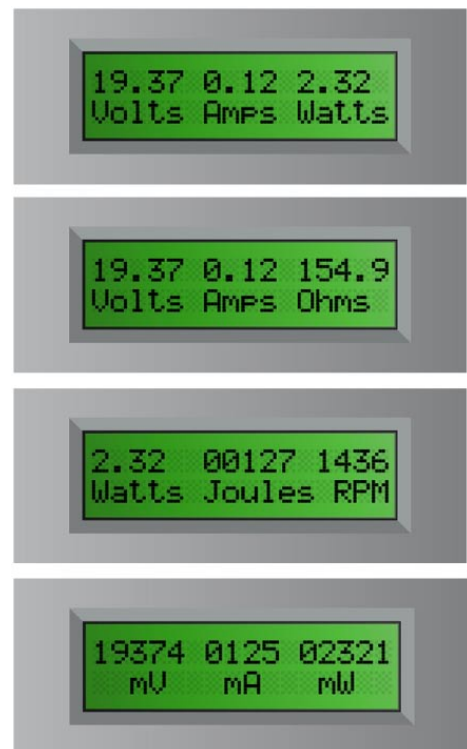 19.37 0.12 2.32
Volts Amps Watts
19.37 0.12 154.9
Volts Amps Ohms
2.32 00127 1436
Watts Joules RPM
19374 0125 02321
mV mA mW